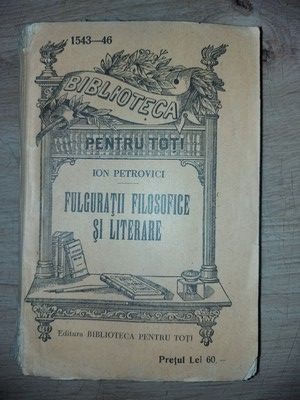 1543—46
BIBLIOTECA
PENTRU TOȚI
ION PETROVICI
FULGURAȚII FILOSOFICE
ȘI LITERARE
Editura BIBLIOTECA PENTRU TOȚI
Prețul Lei 60.—